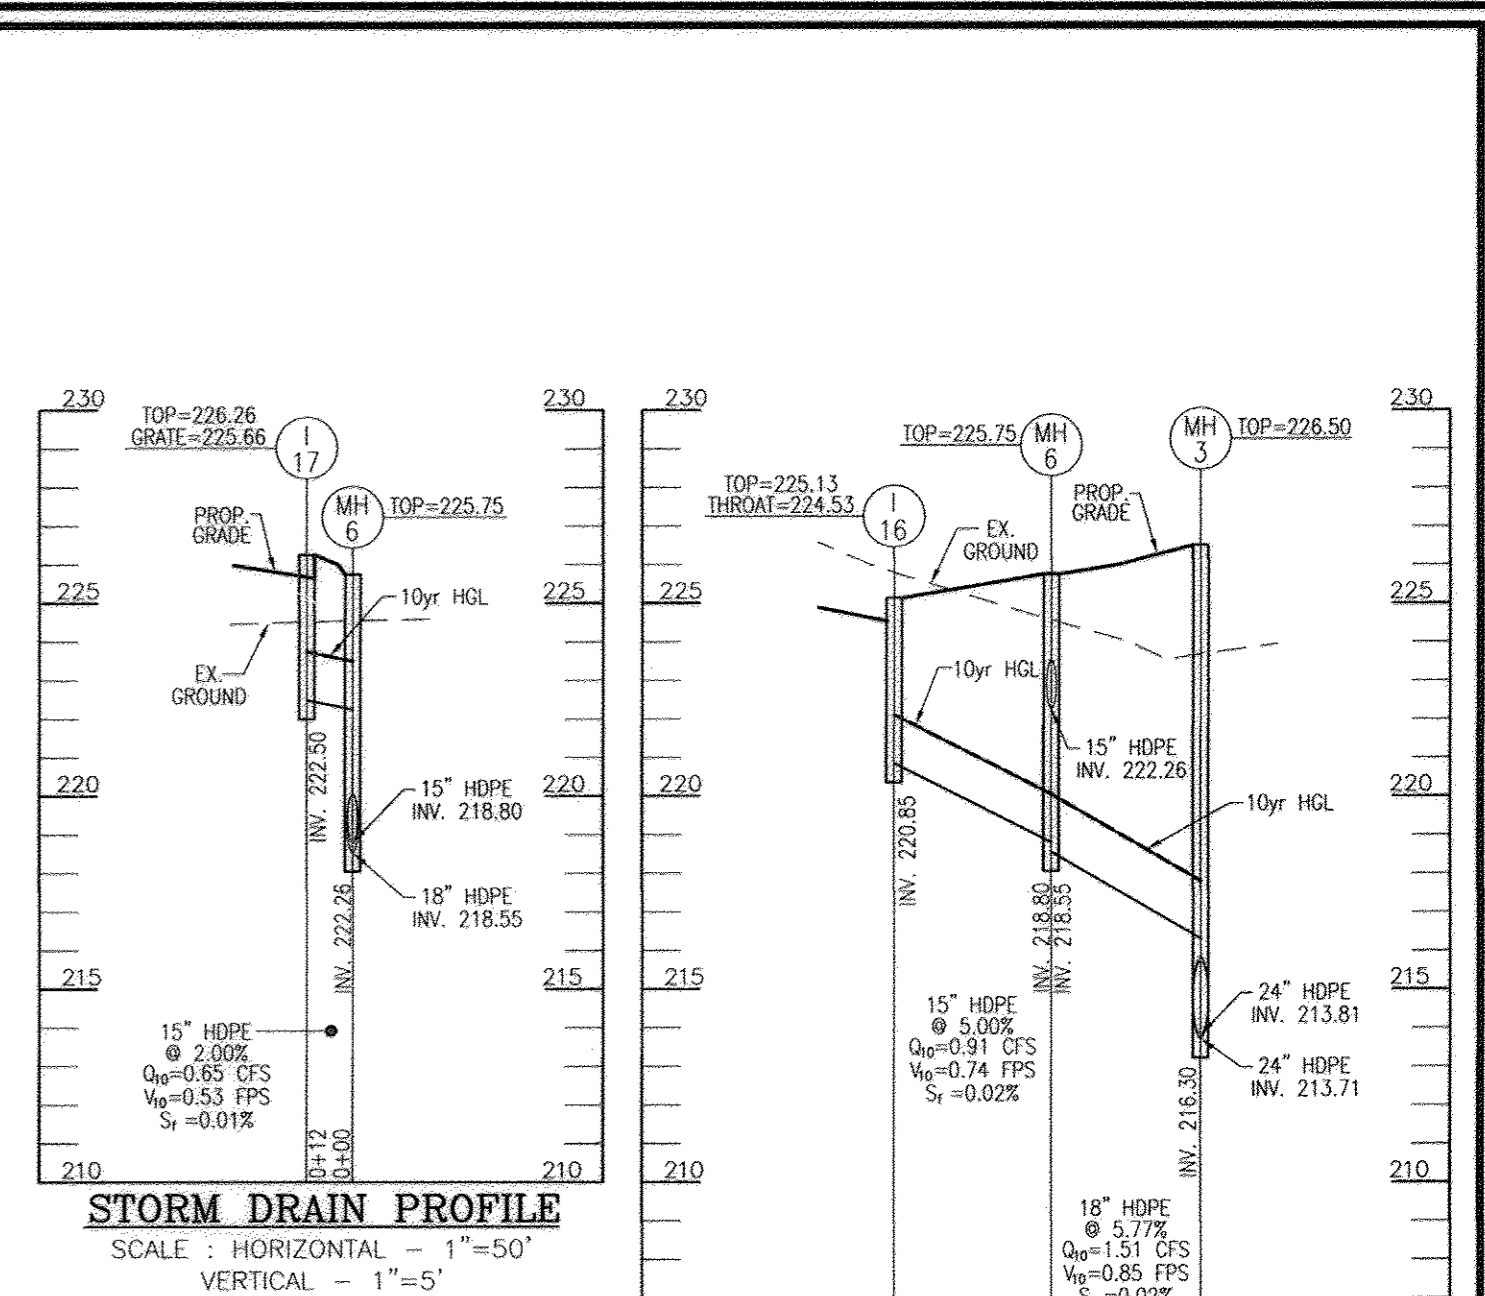 230
TOP=226.26
GRATE=225.66
I
17
230
MH
6
TOP=225.75
PROP.
GRADE
225
10yr HGL
225
EX.
GROUND
INV. 222.50
220
15" HDPE
INV. 218.80
220
18" HDPE
INV. 218.55
INV. 222.26
215
215
15" HDPE
@ 2.00%
Q10=0.65 CFS
V10=0.53 FPS
Sf =0.01%
0+12
0+00
210
210
STORM DRAIN PROFILE
SCALE : HORIZONTAL - 1"=50'
VERTICAL - 1"=5'
230
230
TOP=225.75
MH
6
MH
3
TOP=226.50
TOP=225.13
THROAT=224.53
I
16
EX.
GROUND
PROP.
GRADE
225
225
10yr HGL
15" HDPE
INV. 222.26
220
220
10yr HGL
INV. 220.85
INV. 218.80
INV. 218.55
215
215
15" HDPE
@ 5.00%
Q10=0.91 CFS
V10=0.74 FPS
Sf =0.02%
24" HDPE
INV. 213.81
24" HDPE
INV. 213.71
INV. 216.30
210
210
18" HDPE
@ 5.77%
Q10=1.51 CFS
V10=0.85 FPS
Sf =0.02%